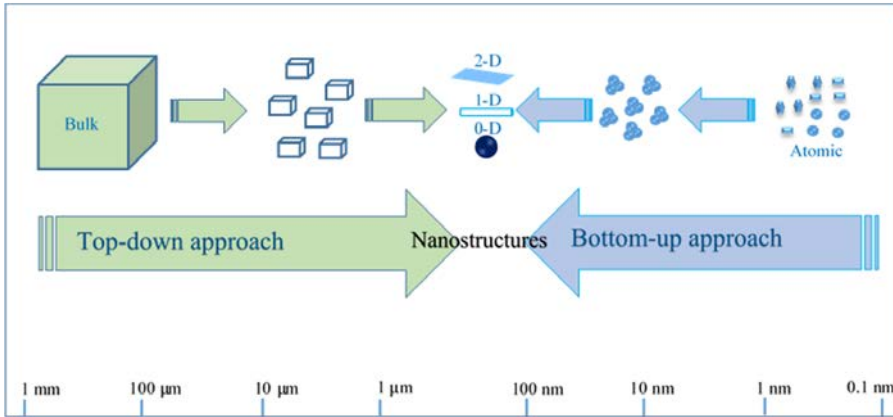 Bulk
2-D
1-D
0-D
Atomic
Top-down approach
Nanostructures
Bottom-up approach
1 mm
100 µm
10 µm
1 µm
100 nm
10 nm
1 nm
0.1 nm